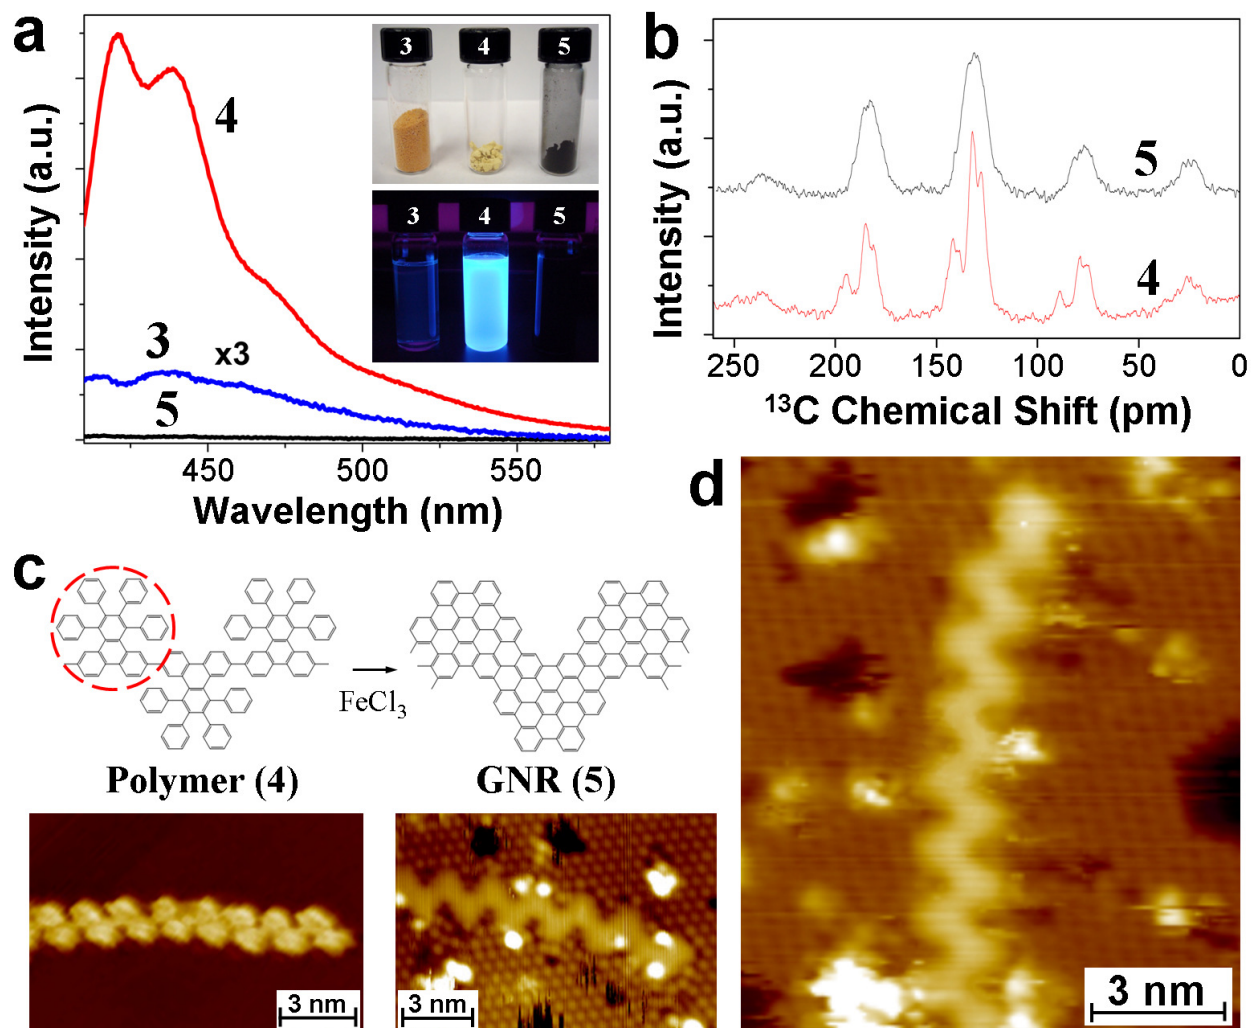 a
Intensity (a.u.)
4
3
x3
5
450
500
550
Wavelength (nm)
3 4 5
3 4 5
b
Intensity (a.u.)
5
4
250 200 150 100 50 0
¹³C Chemical Shift (pm)
c
FeCl₃
Polymer (4)
GNR (5)
3 nm
3 nm
d
3 nm